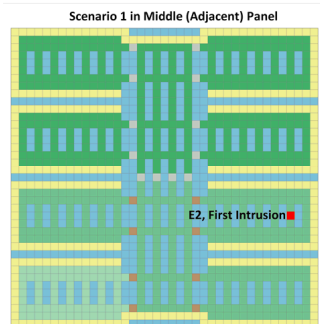 Scenario 1 in Middle (Adjacent) Panel
E2, First Intrusion